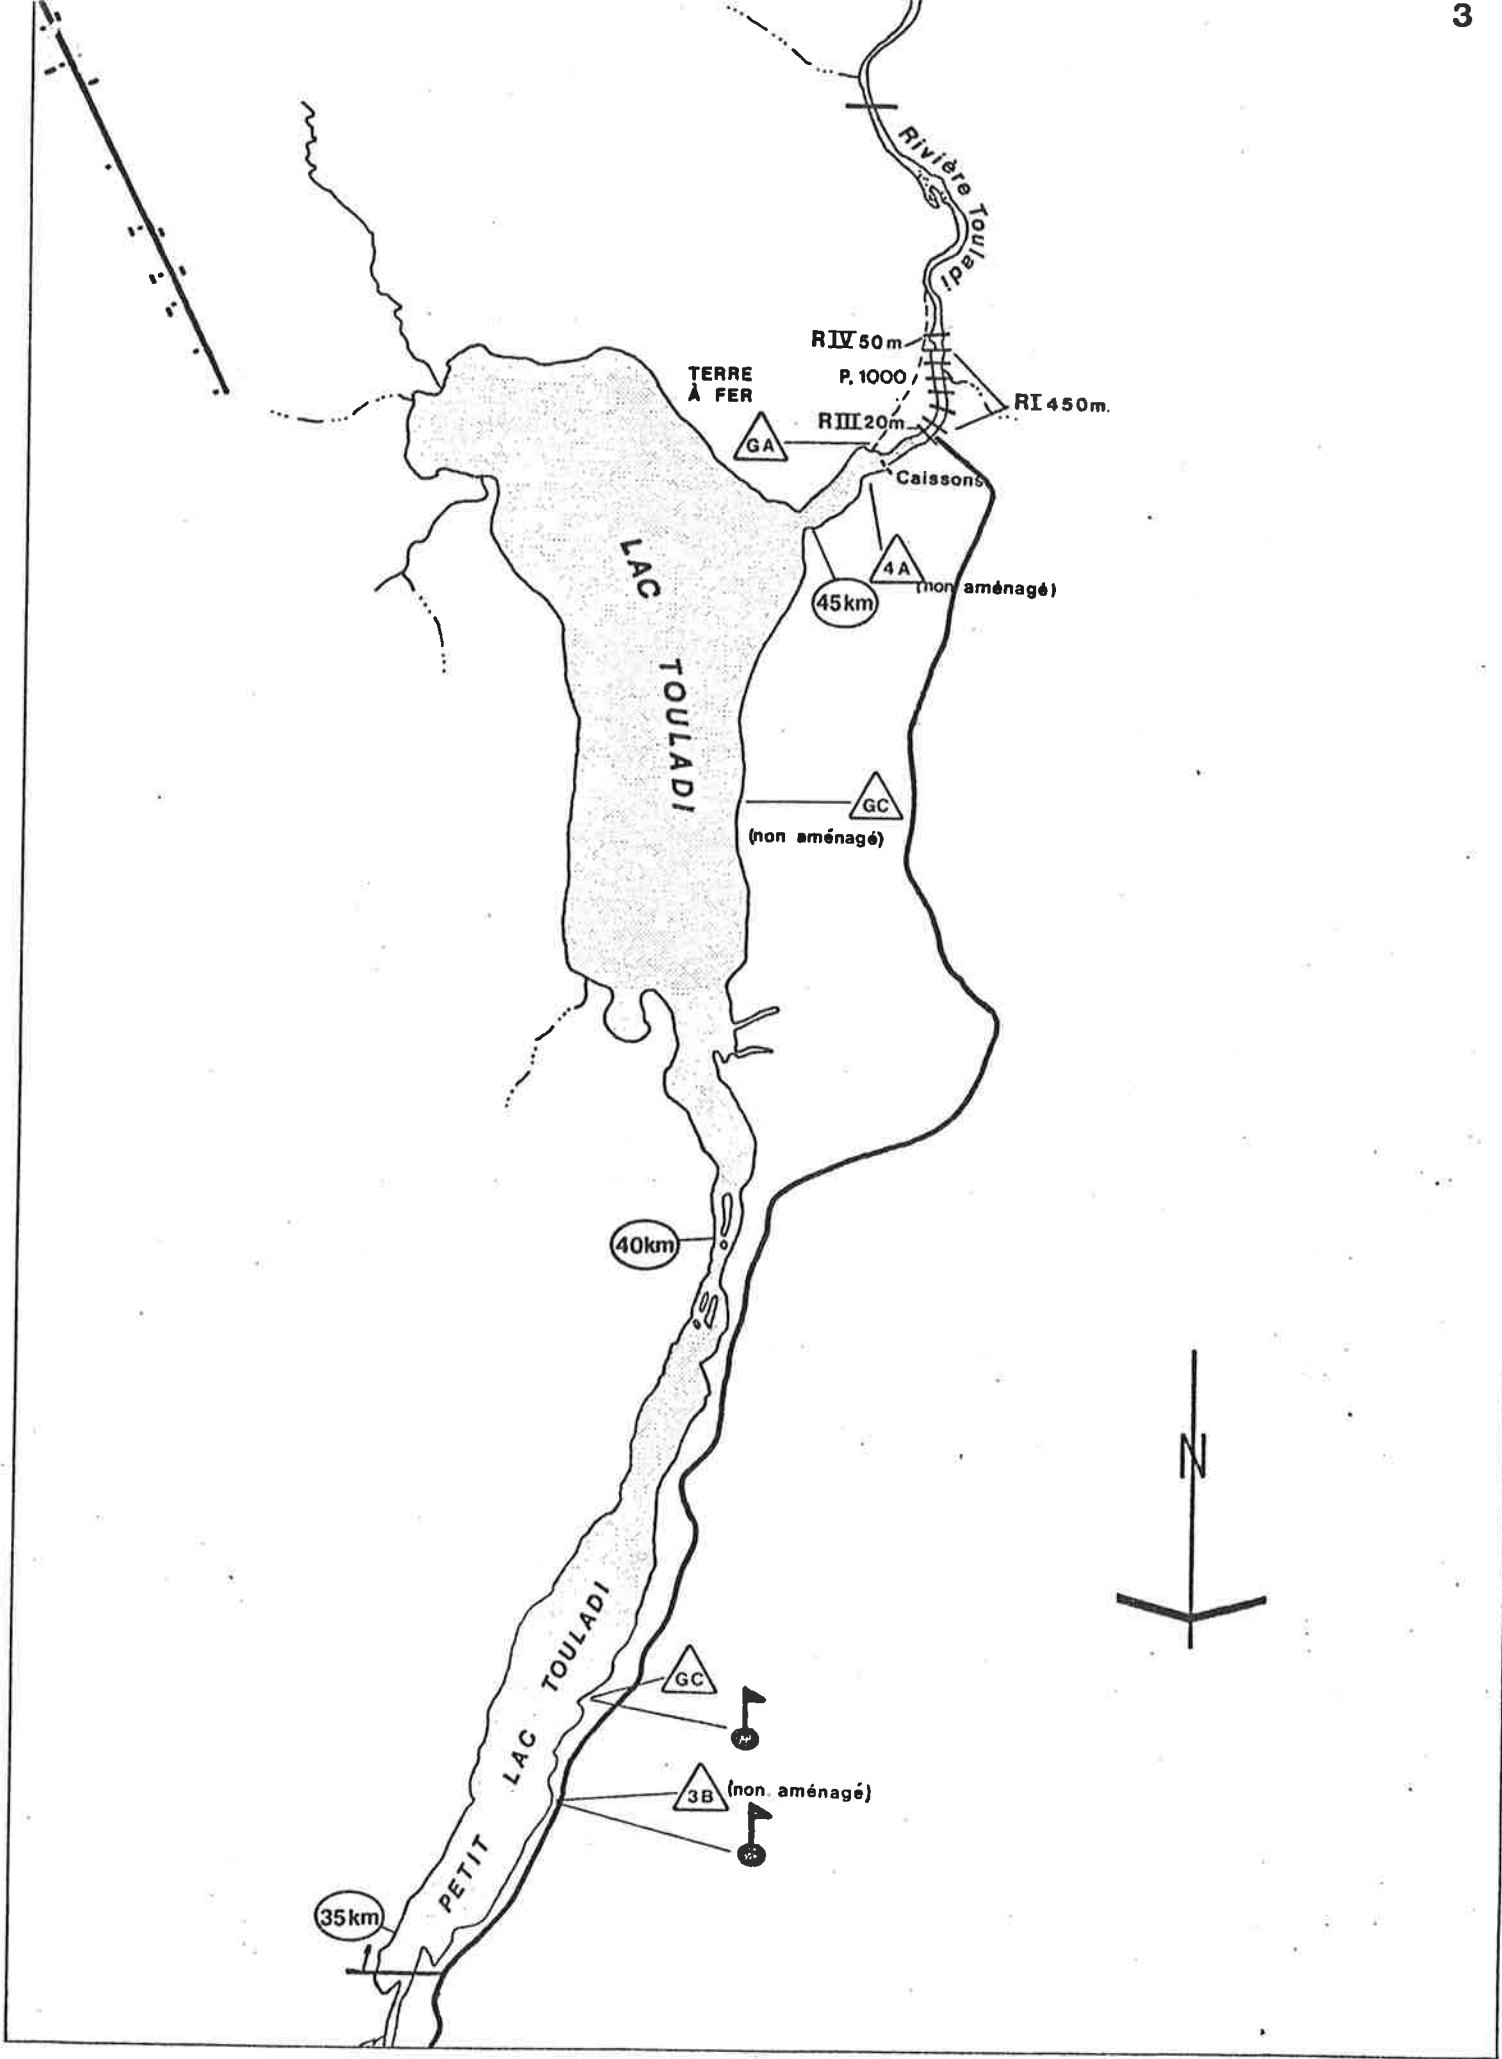 3
Rivière Touladi
RIV 50m
TERRE
À FER
P. 1000
RI 450m.
RIII 20m
GA
Caissons
4A
(non aménagé)
45km
LAC TOULADI
GC
(non aménagé)
40km
N
PETIT LAC TOULADI
GC
3B
(non aménagé)
35km